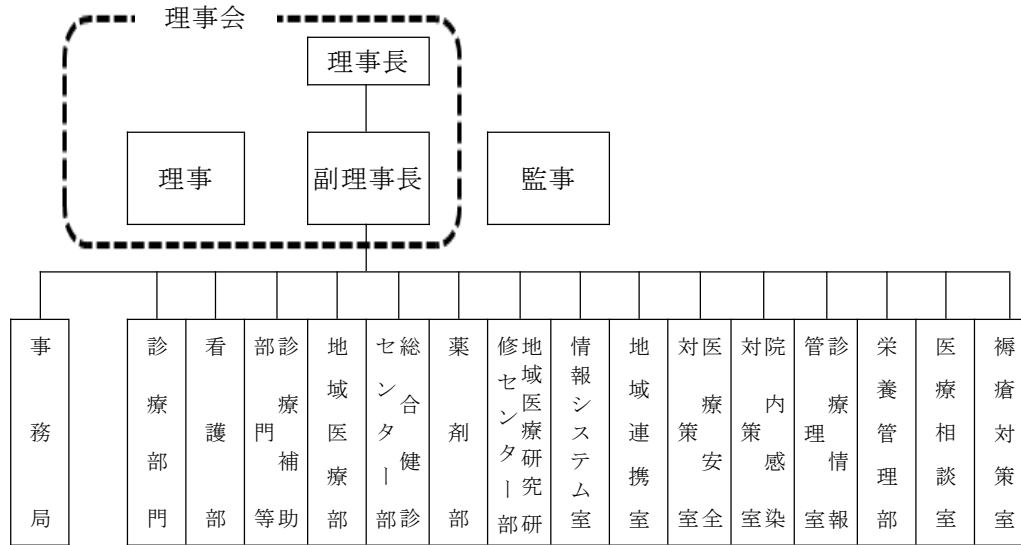 理事会
理事長
理事
副理事長
監事
事務局
診療部門
看護部
診療補助
部門等
地域医療部
総合健診
センター部
薬剤部
地域医療研究研
修センター部
情報システム室
地域連携室
医療安全
対策室
院内感染
対策室
診療情報
管理室
栄養管理部
医療相談室
褥瘡対策室